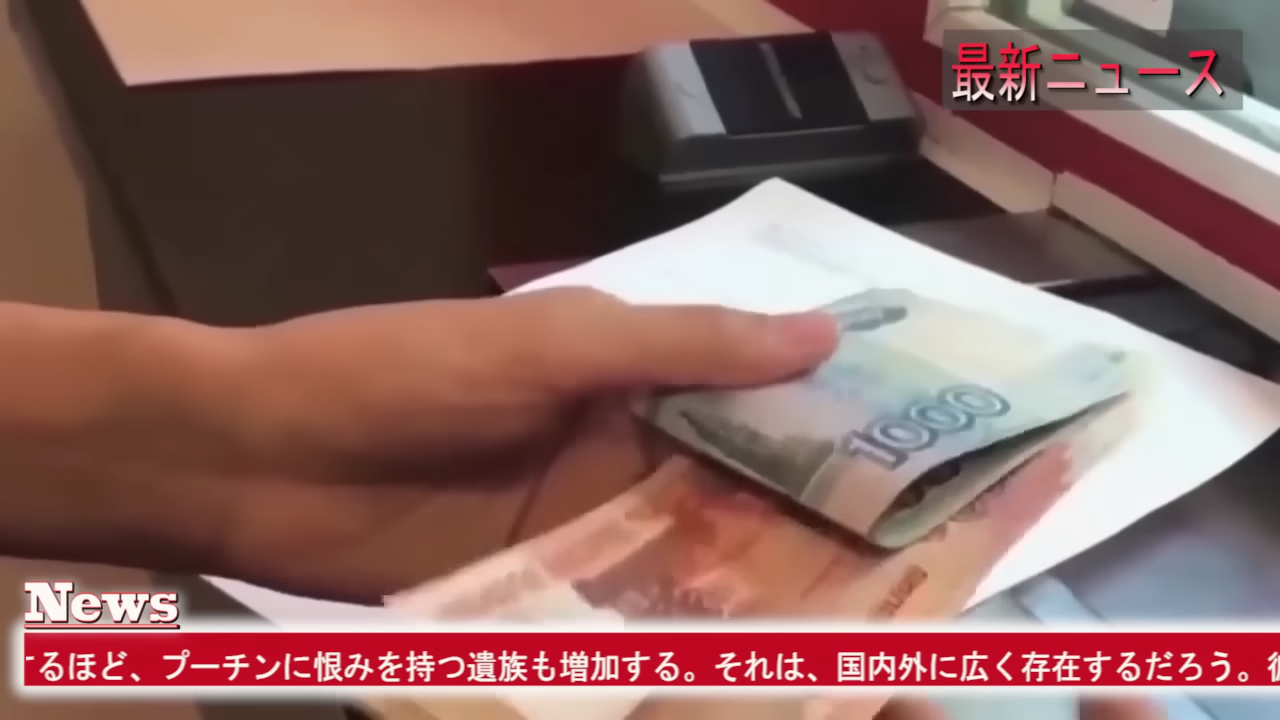 最新ニュース
1000
News
るほど、プーチンに恨みを持つ遺族も増加する。それは、国内外に広く存在するだろう。